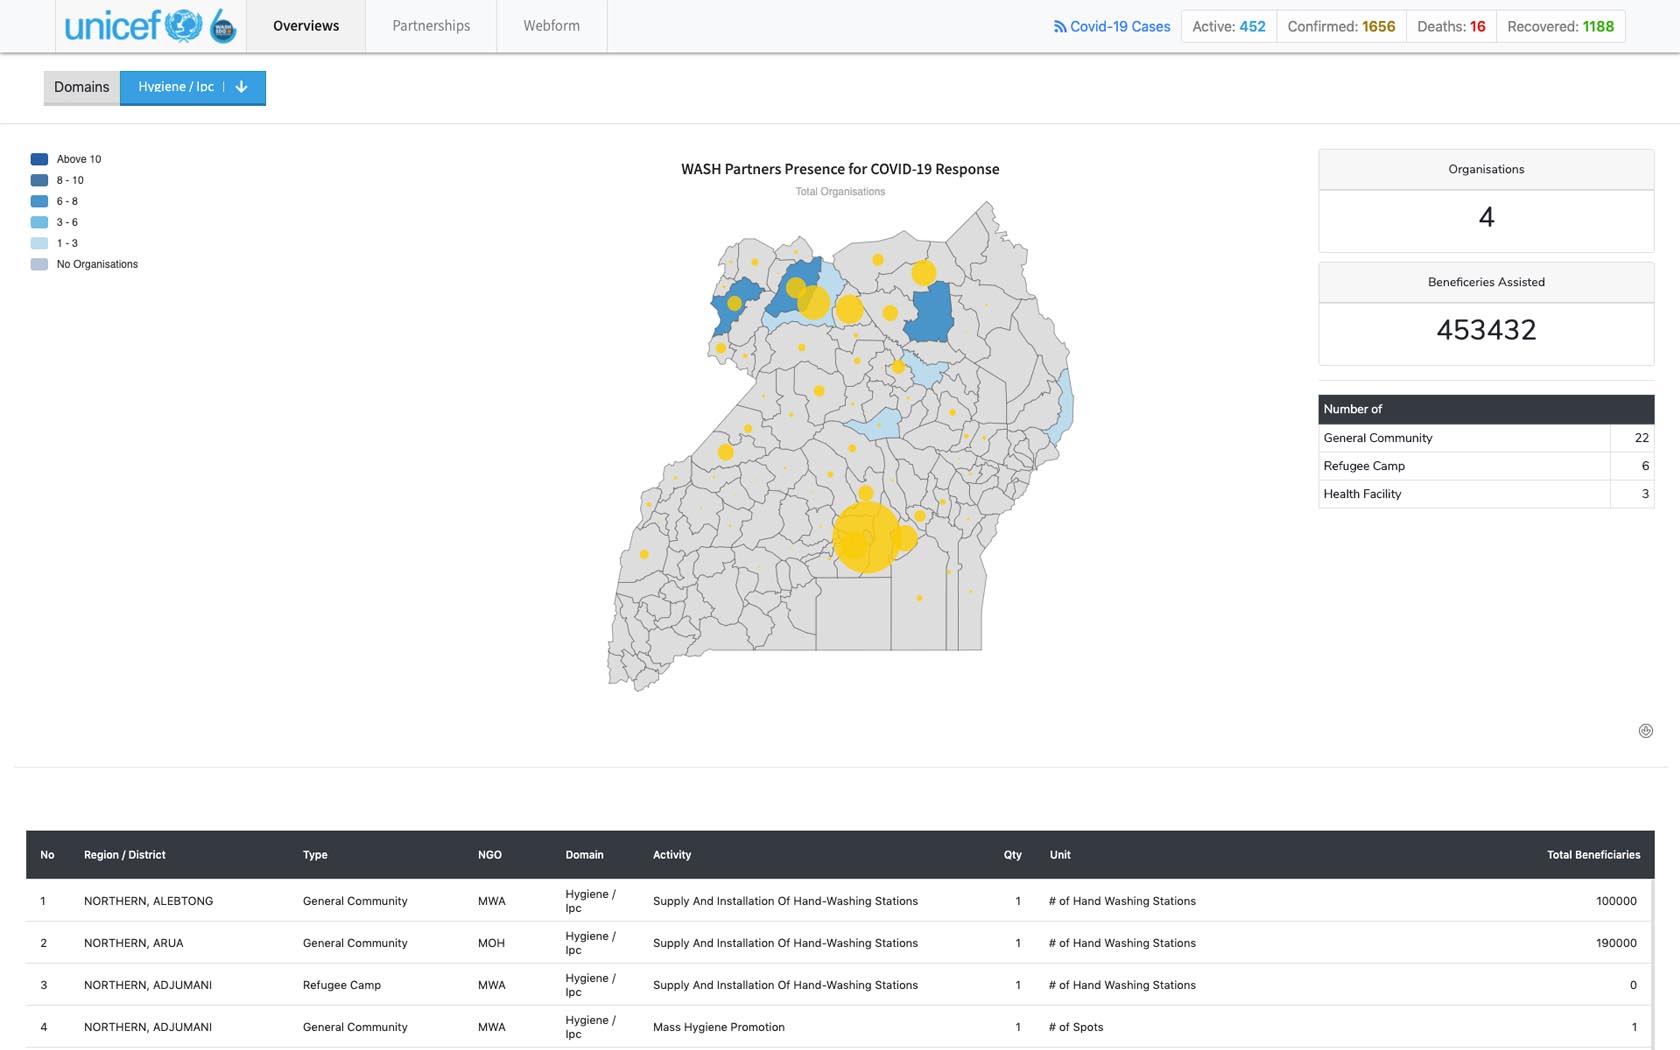 unicef
Overviews
Partnerships
Webform
Covid-19 Cases
Active: 452
Confirmed: 1656
Deaths: 16
Recovered: 1188
Domains
Hygiene / Ipc
Above 10
8 - 10
6 - 8
3 - 6
1 - 3
No Organisations
WASH Partners Presence for COVID-19 Response
Total Organisations
Organisations
4
Beneficeries Assisted
453432
Number of
General Community 22
Refugee Camp 6
Health Facility 3
No Region / District Type NGO Domain Activity Qty Unit Total Beneficiaries
1 NORTHERN, ALEBTONG General Community MWA Hygiene / Ipc Supply And Installation Of Hand-Washing Stations 1 # of Hand Washing Stations 100000
2 NORTHERN, ARUA General Community MOH Hygiene / Ipc Supply And Installation Of Hand-Washing Stations 1 # of Hand Washing Stations 190000
3 NORTHERN, ADJUMANI Refugee Camp MWA Hygiene / Ipc Supply And Installation Of Hand-Washing Stations 1 # of Hand Washing Stations 0
4 NORTHERN, ADJUMANI General Community MWA Hygiene / Ipc Mass Hygiene Promotion 1 # of Spots 1